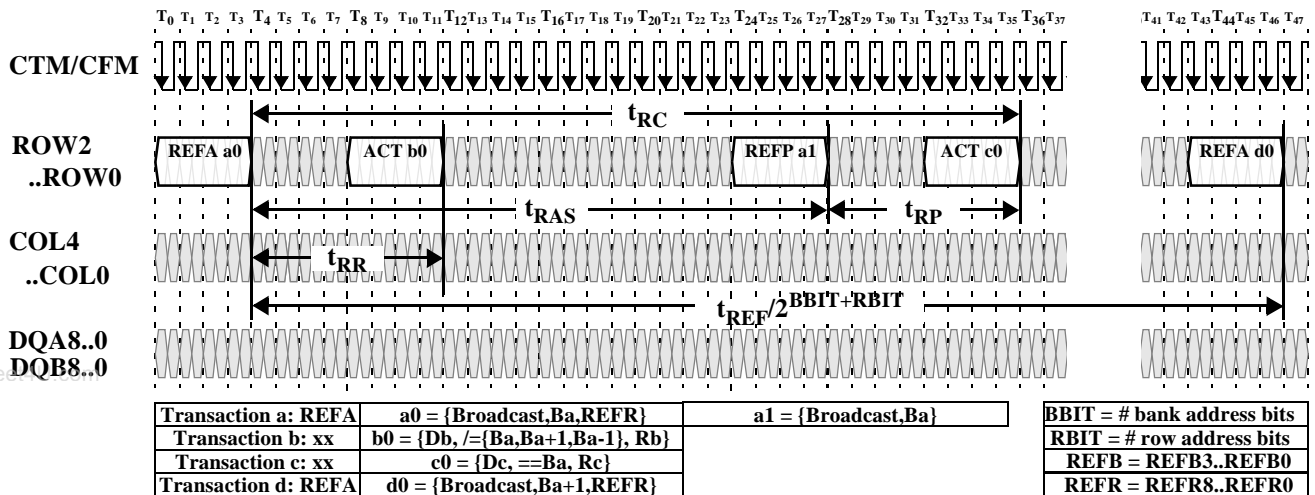 T0 T1 T2 T3 T4 T5 T6 T7 T8 T9 T10 T11 T12 T13 T14 T15 T16 T17 T18 T19 T20 T21 T22 T23 T24 T25 T26 T27 T28 T29 T30 T31 T32 T33 T34 T35 T36 T37 T41 T42 T43 T44 T45 T46 T47
CTM/CFM
tRC
ROW2
..ROW0
REFA a0 ACT b0 REFP a1 ACT c0 REFA d0
tRAS tRP
COL4
..COL0
tRR
tREF/2BBIT+RBIT
DQA8..0
DQB8..0
Transaction a: REFA a0 = {Broadcast,Ba,REFR} a1 = {Broadcast,Ba}
Transaction b: xx b0 = {Db, /={Ba,Ba+1,Ba-1}, Rb}
Transaction c: xx c0 = {Dc, ==Ba, Rc}
Transaction d: REFA d0 = {Broadcast,Ba+1,REFR}
BBIT = # bank address bits
RBIT = # row address bits
REFB = REFB3..REFB0
REFR = REFR8..REFR0